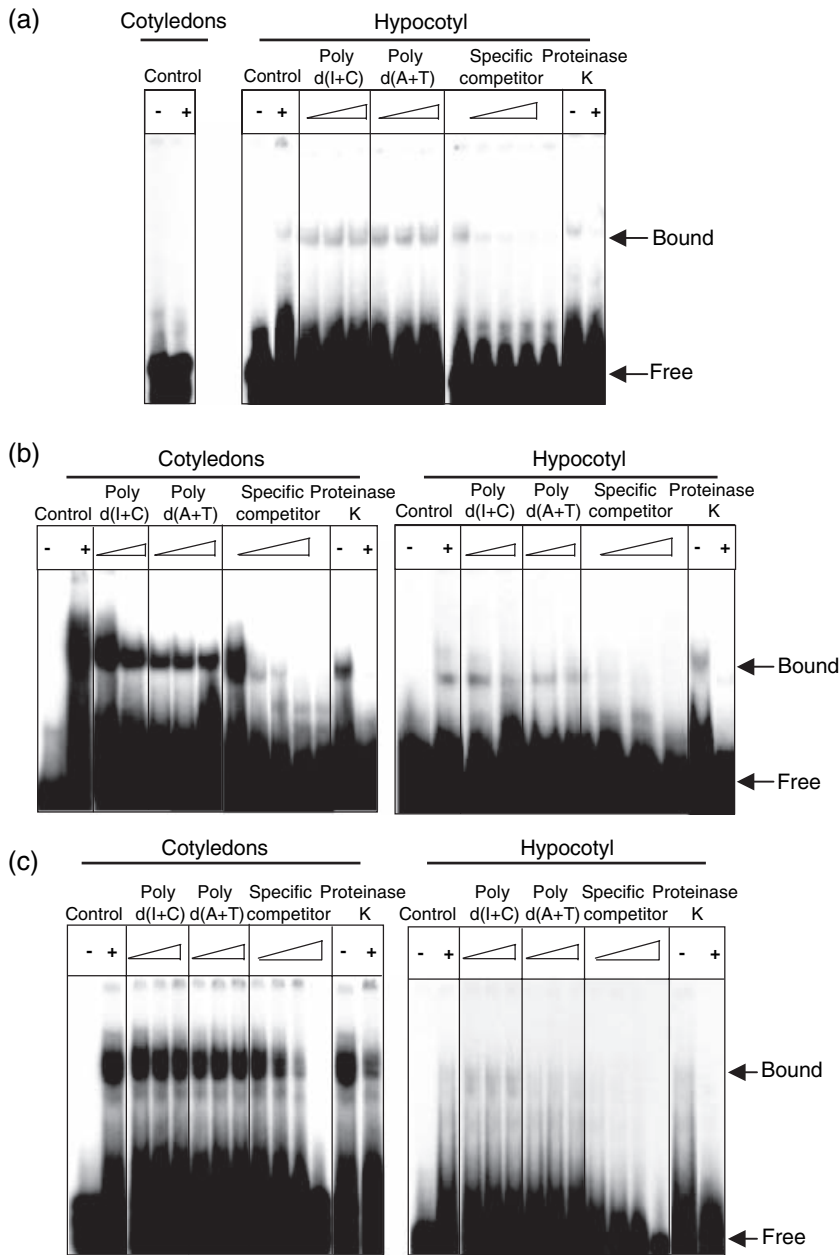 (a)
Cotyledons Hypocotyl
Poly Poly Specific Proteinase
Control Control d(I+C) d(A+T) competitor K
- + - + - +
Bound
Free
(b)
Cotyledons Hypocotyl
Poly Poly Specific Proteinase Poly Poly Specific Proteinase
Control d(I+C) d(A+T) competitor K Control d(I+C) d(A+T) competitor K
- + - + - + - +
Bound
Free
(c)
Cotyledons Hypocotyl
Poly Poly Specific Proteinase Poly Poly Specific Proteinase
Control d(I+C) d(A+T) competitor K Control d(I+C) d(A+T) competitor K
- + - + - + - +
Bound
Free